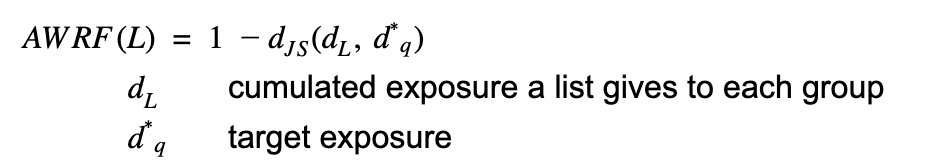 AWRF(L) = 1 − d_JS(d_L, d*_q)
d_L cumulated exposure a list gives to each group
d*_q target exposure